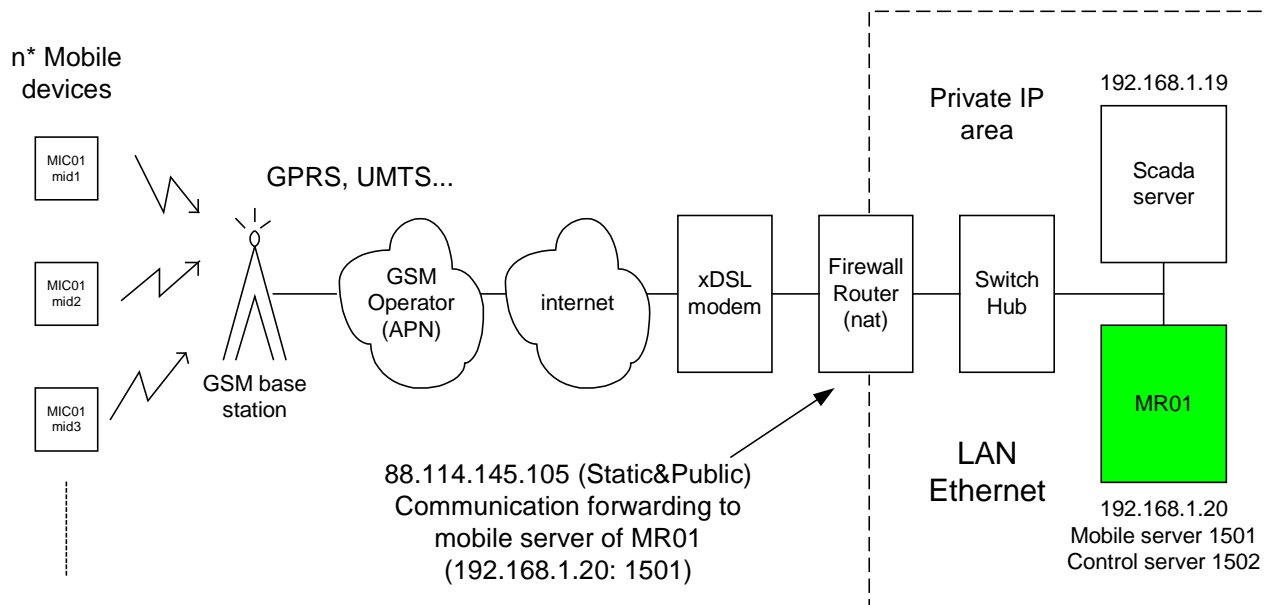 n* Mobile
devices
MIC01
mid1
MIC01
mid2
MIC01
mid3
GPRS, UMTS...
GSM base
station
GSM
Operator
(APN)
internet
xDSL
modem
Firewall
Router
(nat)
Switch
Hub
Private IP
area
192.168.1.19
Scada
server
MR01
192.168.1.20
Mobile server 1501
Control server 1502
LAN
Ethernet
88.114.145.105 (Static&Public)
Communication forwarding to
mobile server of MR01
(192.168.1.20: 1501)